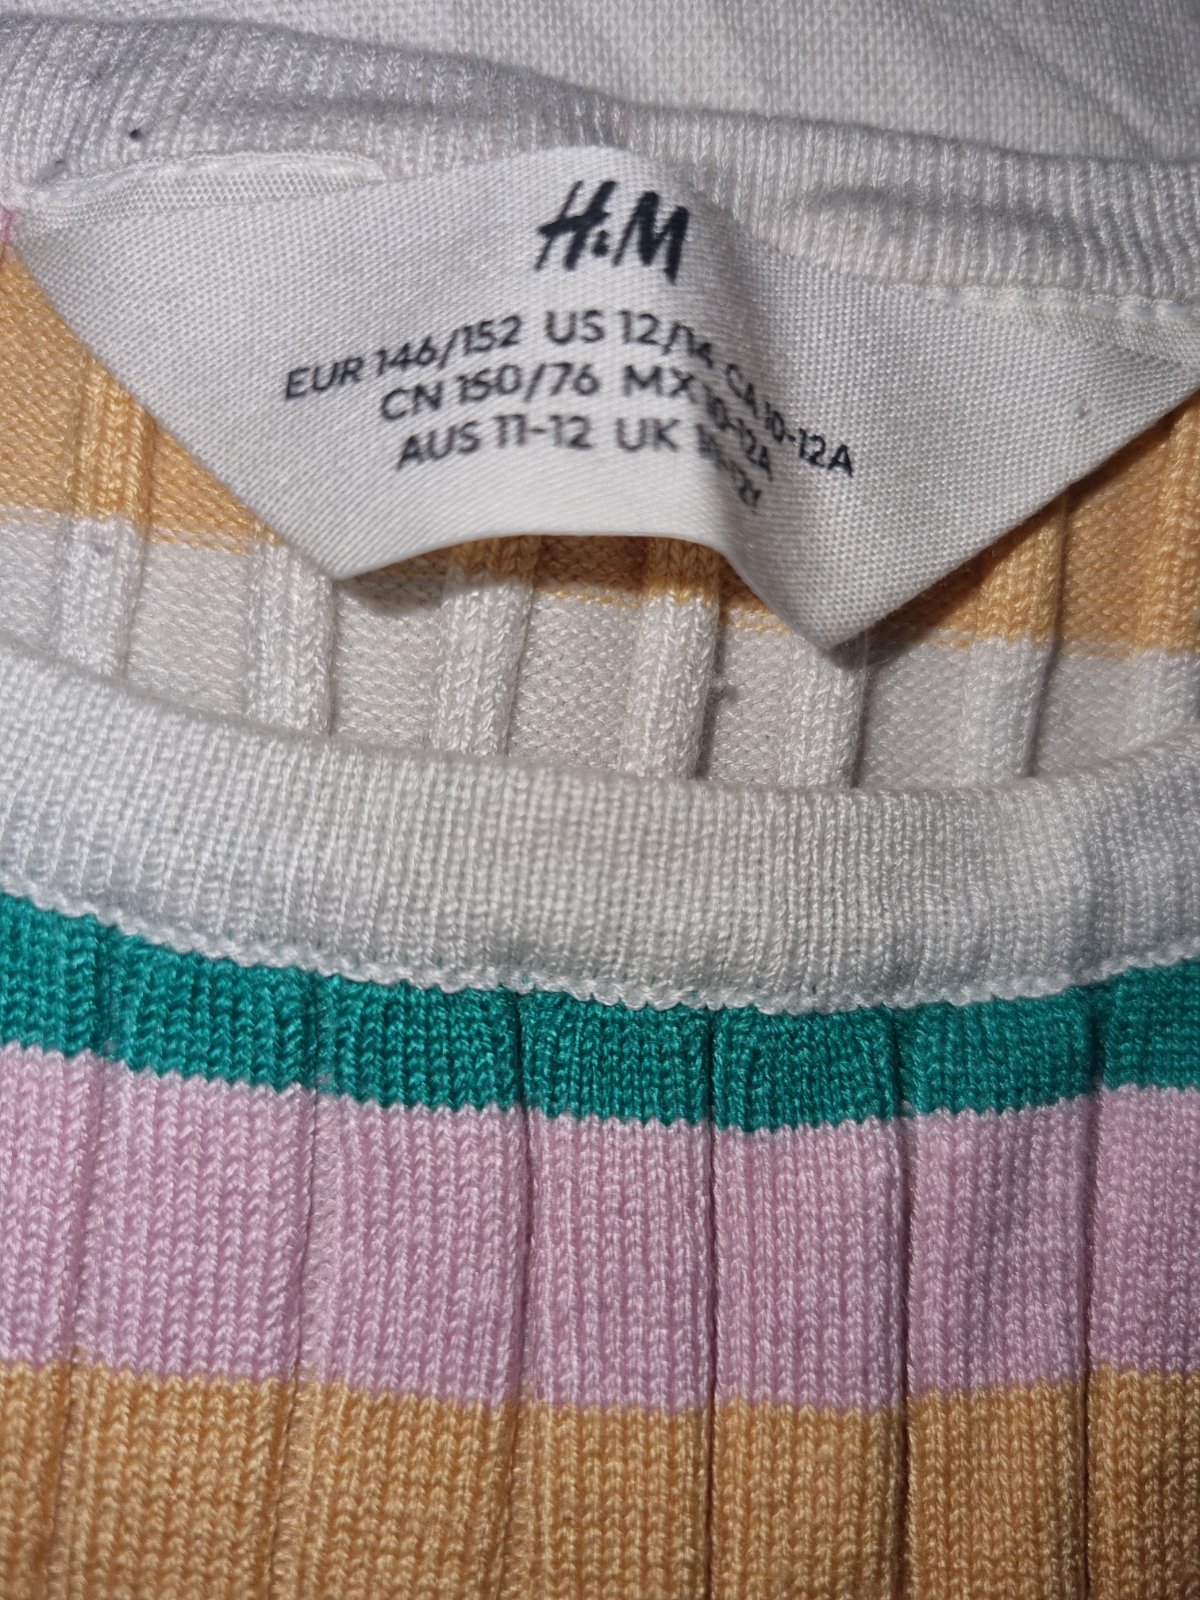 H&M
EUR 146/152 US 12/14 CA 10-12A
CN 150/76 MX 10-12A
AUS 11-12 UK